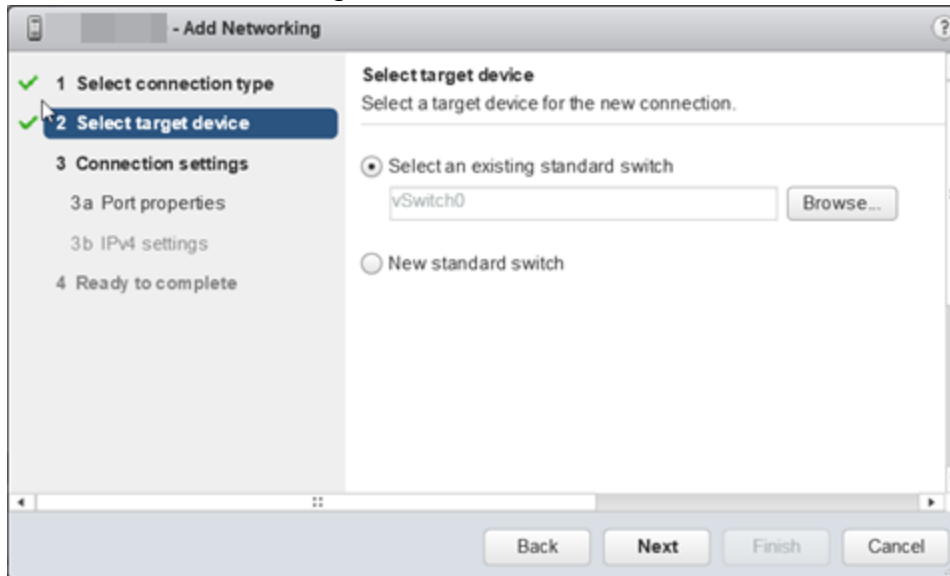 - Add Networking
?
1 Select connection type
2 Select target device
3 Connection settings
3a Port properties
3b IPv4 settings
4 Ready to complete
Select target device
Select a target device for the new connection.
Select an existing standard switch
vSwitch0
Browse...
New standard switch
Back Next Finish Cancel